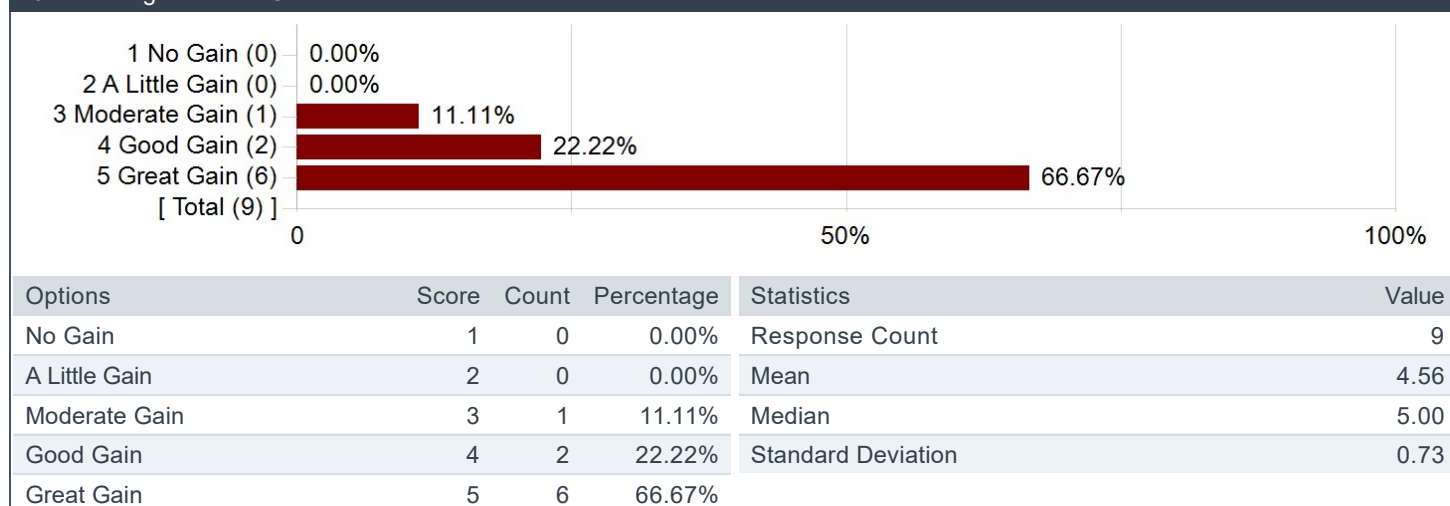 1 No Gain (0) 0.00%
2 A Little Gain (0) 0.00%
3 Moderate Gain (1) 11.11%
4 Good Gain (2) 22.22%
5 Great Gain (6) 66.67%
[ Total (9) ]
0 50% 100%
Options Score Count Percentage
No Gain 1 0 0.00%
A Little Gain 2 0 0.00%
Moderate Gain 3 1 11.11%
Good Gain 4 2 22.22%
Great Gain 5 6 66.67%
Statistics Value
Response Count 9
Mean 4.56
Median 5.00
Standard Deviation 0.73